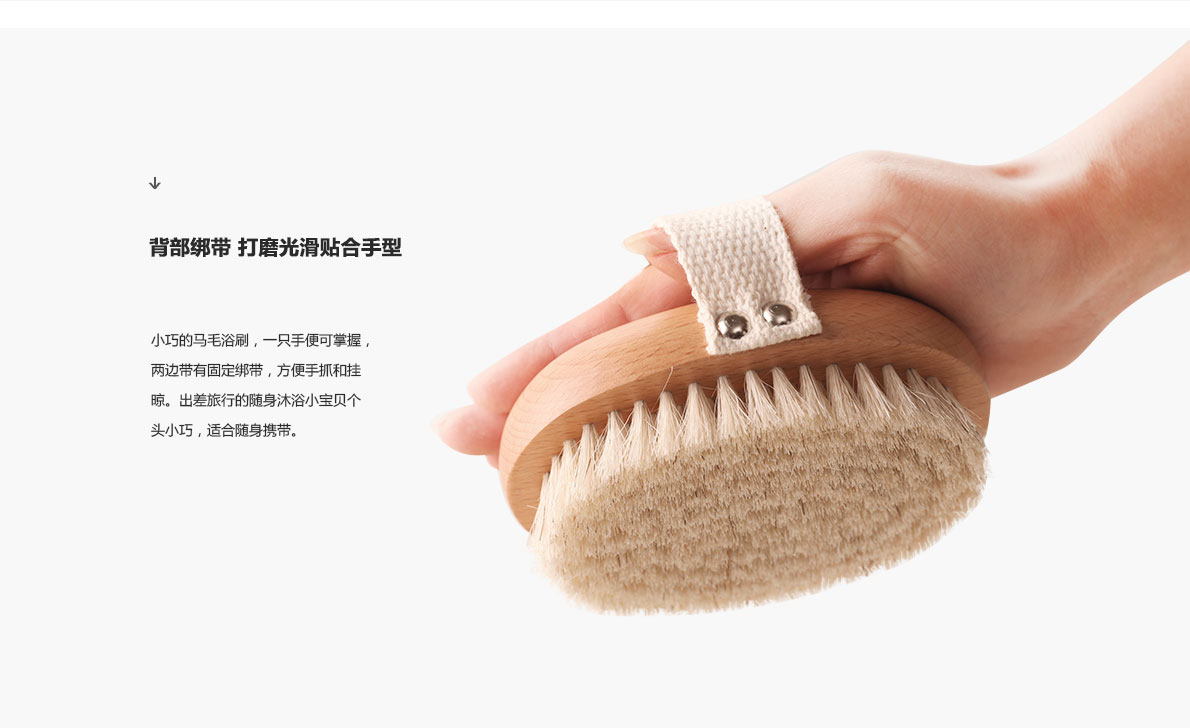 背部绑带 打磨光滑贴合手型
小巧的马毛浴刷，一只手便可掌握，
两边带有固定绑带，方便手抓和挂
晾。出差旅行的随身沐浴小宝贝个
头小巧，适合随身携带。